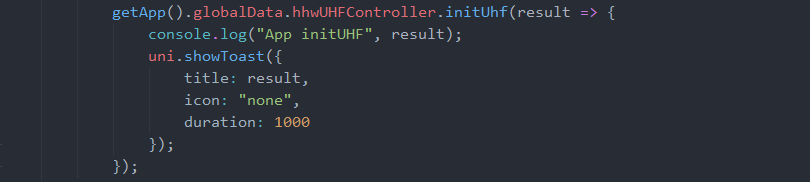 getApp().globalData.hhwUHFController.initUhf(result => {
console.log("App initUHF", result);
uni.showToast({
title: result,
icon: "none",
duration: 1000
});
});